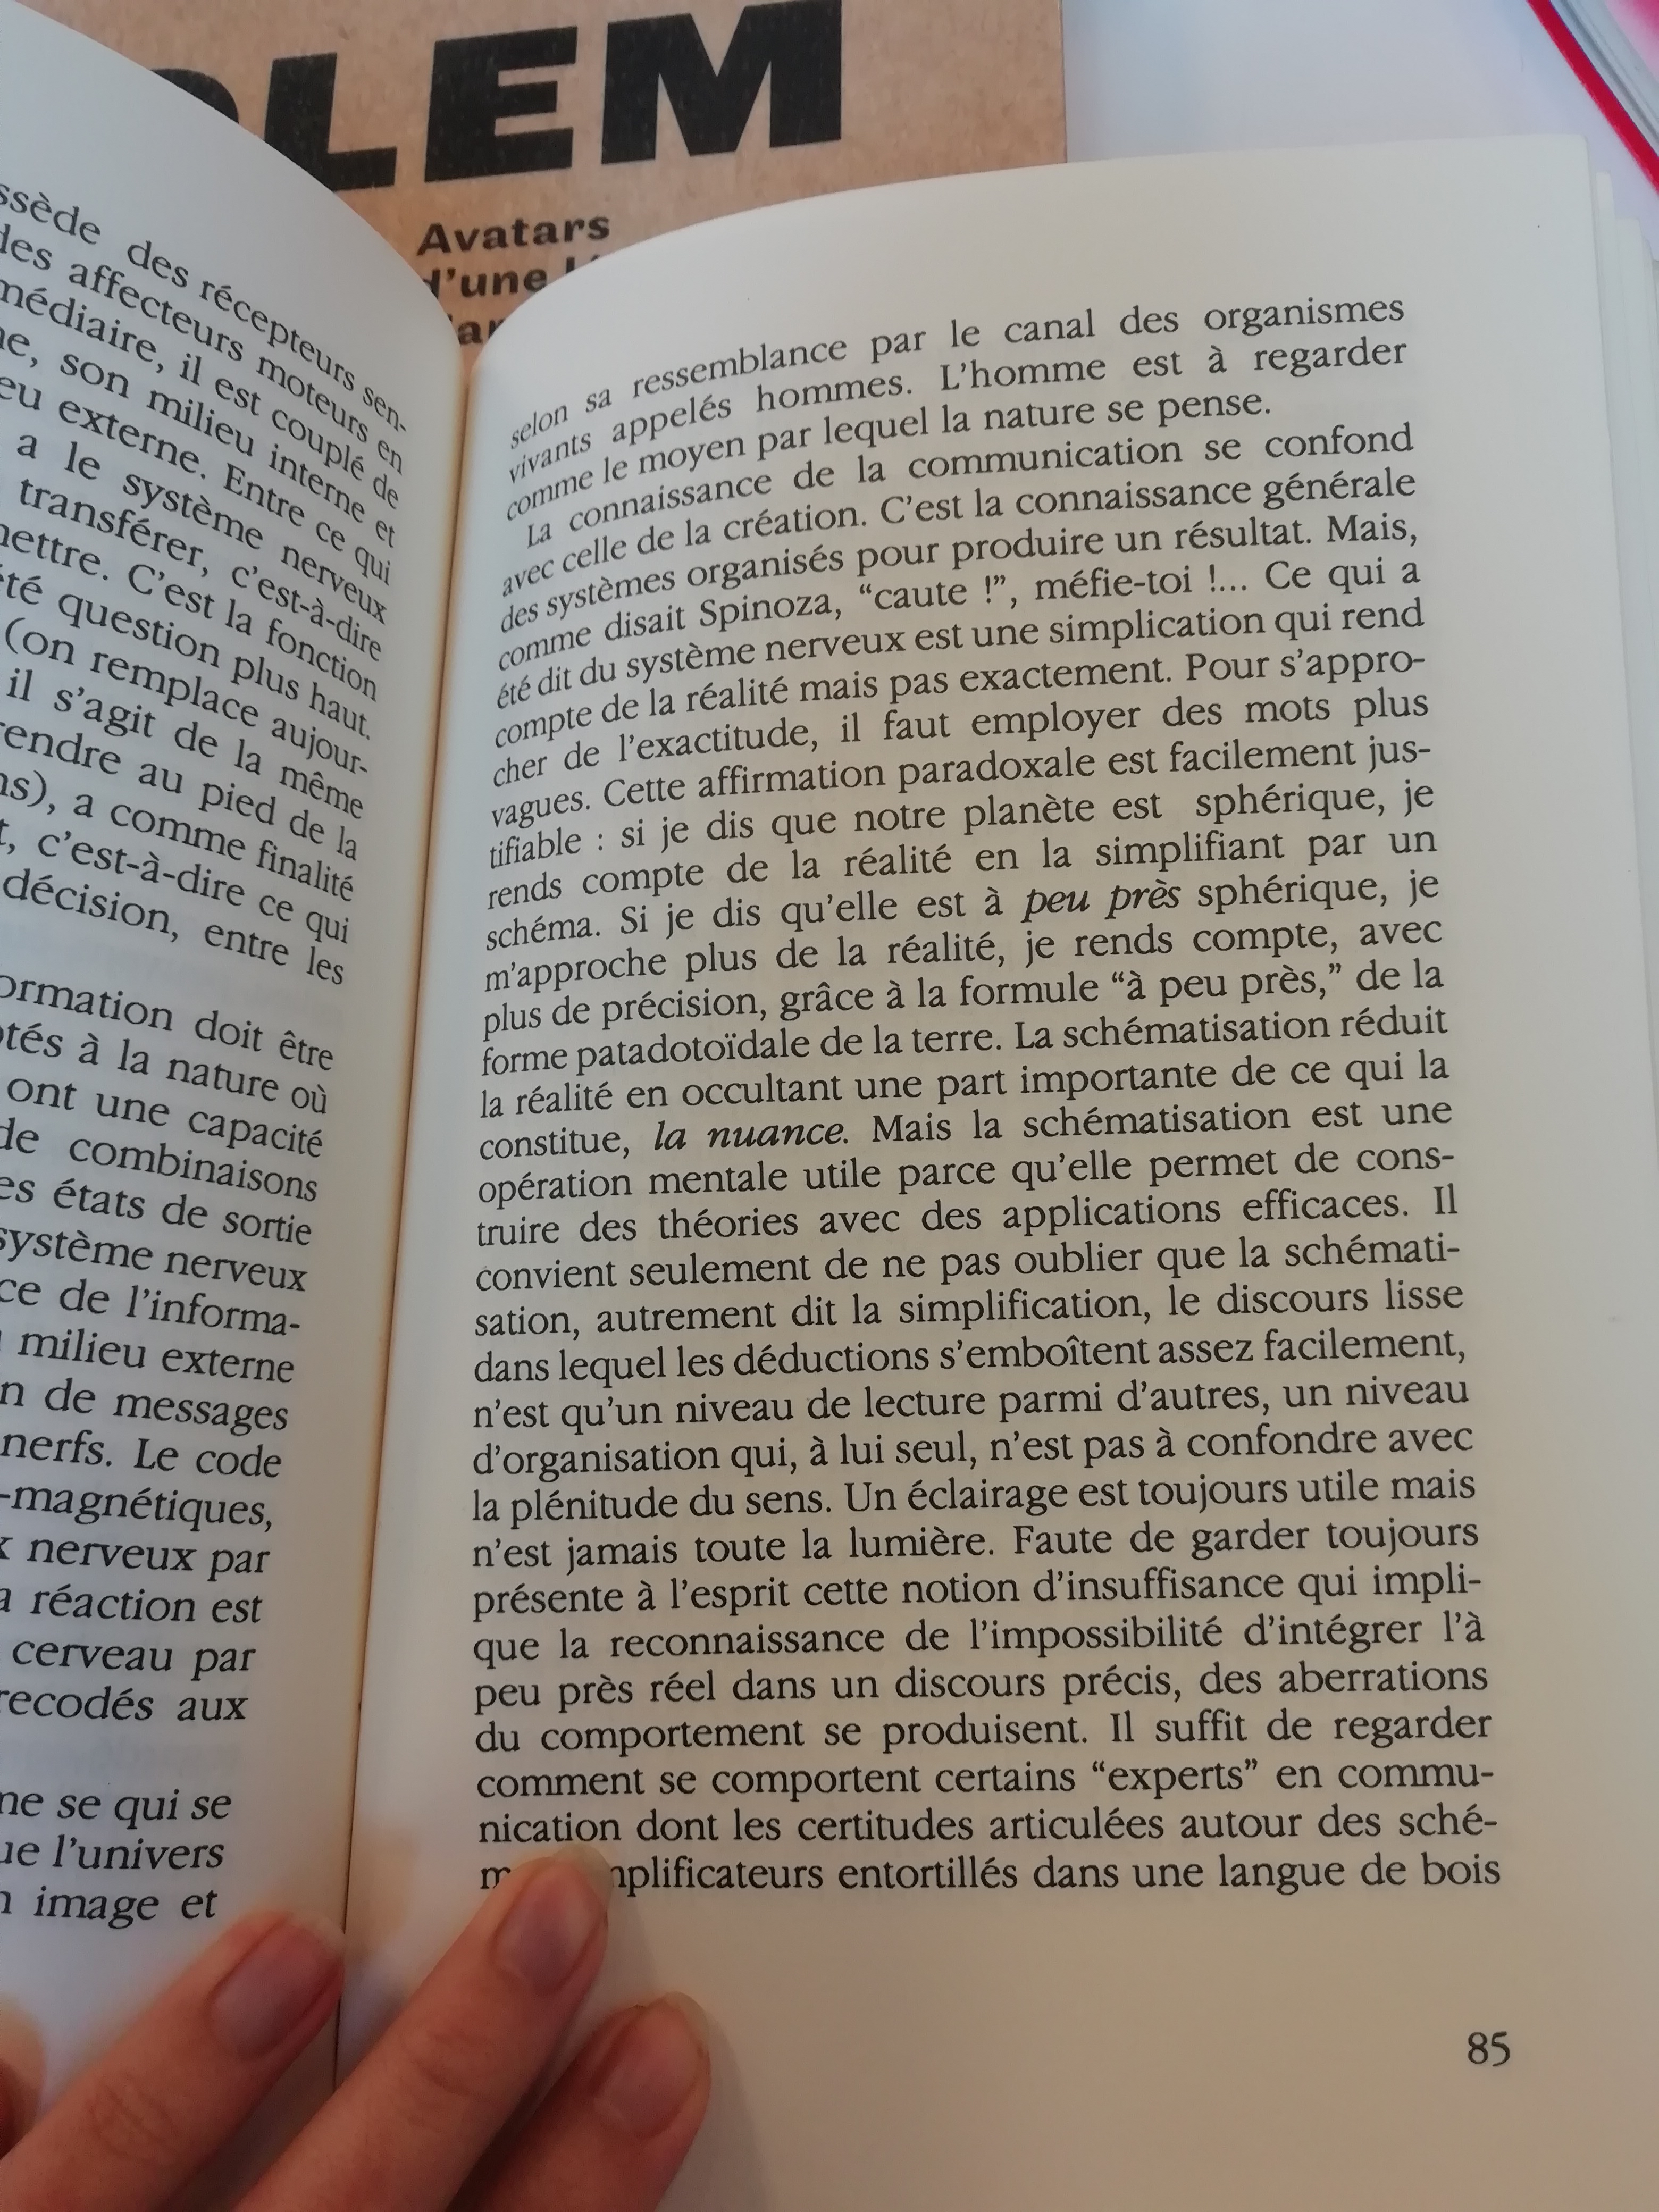 LEM
Avatars
d'une
ssède des récepteurs sen-
des affecteurs moteurs en
médiaire, il est couplé de
son milieu interne et
eu externe. Entre ce qui
a le système nerveux
transférer, c'est-à-dire
mettre. C'est la fonction
été question plus haut.
(on remplace aujour-
il s'agit de la même
endre au pied de la
ns), a comme finalité
t, c'est-à-dire ce qui
décision, entre les
ormation doit être
otés à la nature où
ont une capacité
de combinaisons
es états de sortie
système nerveux
ce de l'informa-
milieu externe
n de messages
nerfs. Le code
-magnétiques,
x nerveux par
a réaction est
cerveau par
recodés aux
me se qui se
ue l'univers
n image et
selon sa ressemblance par le canal des organismes
vivants appelés hommes. L'homme est à regarder
comme le moyen par lequel la nature se pense.
La connaissance de la communication se confond
avec celle de la création. C'est la connaissance générale
des systèmes organisés pour produire un résultat. Mais,
comme disait Spinoza, “caute !”, méfie-toi !... Ce qui a
été dit du système nerveux est une simplication qui rend
compte de la réalité mais pas exactement. Pour s'appro-
cher de l'exactitude, il faut employer des mots plus
vagues. Cette affirmation paradoxale est facilement jus-
tifiable : si je dis que notre planète est sphérique, je
rends compte de la réalité en la simplifiant par un
schéma. Si je dis qu'elle est à peu près sphérique, je
m'approche plus de la réalité, je rends compte, avec
plus de précision, grâce à la formule “à peu près,” de la
forme patadotoïdale de la terre. La schématisation réduit
la réalité en occultant une part importante de ce qui la
constitue, la nuance. Mais la schématisation est une
opération mentale utile parce qu'elle permet de cons-
truire des théories avec des applications efficaces. Il
convient seulement de ne pas oublier que la schémati-
sation, autrement dit la simplification, le discours lisse
dans lequel les déductions s'emboîtent assez facilement,
n'est qu'un niveau de lecture parmi d'autres, un niveau
d'organisation qui, à lui seul, n'est pas à confondre avec
la plénitude du sens. Un éclairage est toujours utile mais
n'est jamais toute la lumière. Faute de garder toujours
présente à l'esprit cette notion d'insuffisance qui impli-
que la reconnaissance de l'impossibilité d'intégrer l'à
peu près réel dans un discours précis, des aberrations
du comportement se produisent. Il suffit de regarder
comment se comportent certains “experts” en commu-
nication dont les certitudes articulées autour des sché-
mplificateurs entortillés dans une langue de bois
85